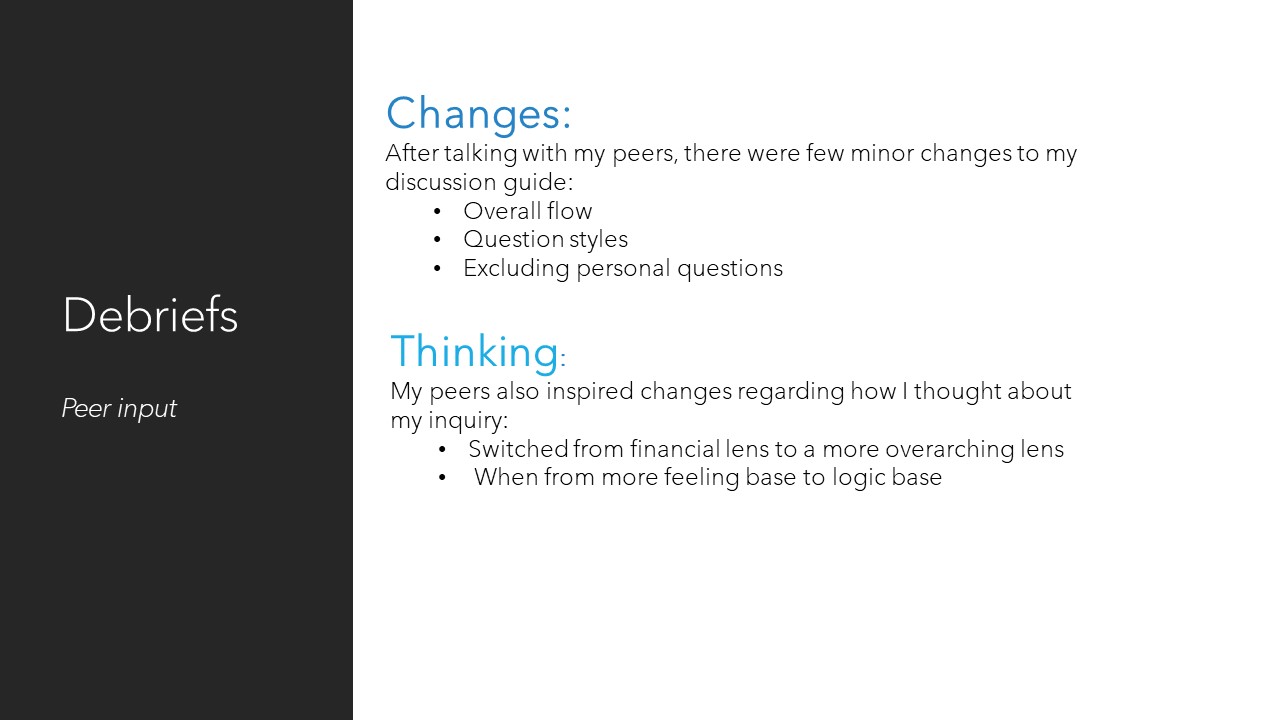 Debriefs
Peer input
Changes:
After talking with my peers, there were few minor changes to my
discussion guide:
• Overall flow
• Question styles
• Excluding personal questions
Thinking:
My peers also inspired changes regarding how I thought about
my inquiry:
• Switched from financial lens to a more overarching lens
• When from more feeling base to logic base